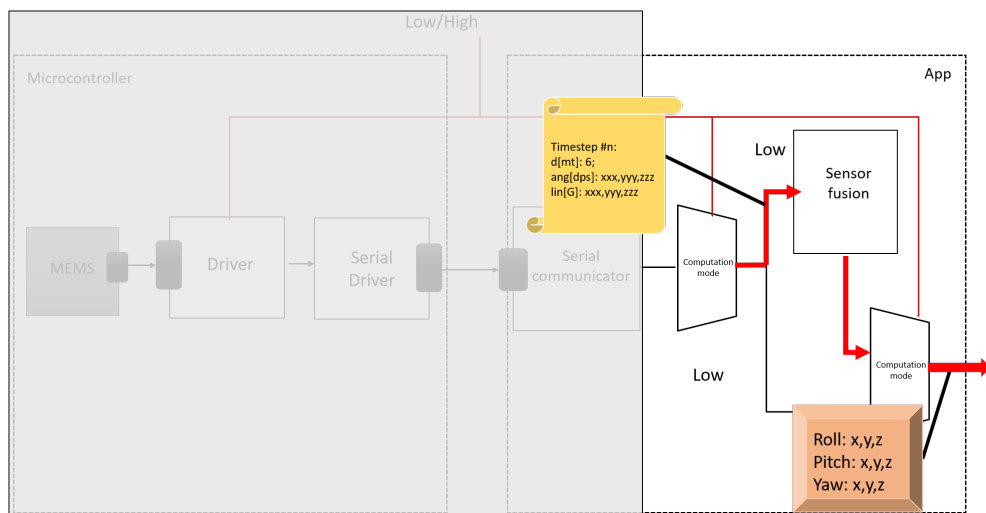 Low/High
Microcontroller
App
Timestep #n:
d[mt]: 6;
ang[dps]: xxx,yyy,zzz
lin[G]: xxx,yyy,zzz
Low
Sensor
fusion
MEMS
Driver
Serial
Driver
Serial
communicator
Computation
mode
Low
Computation
mode
Roll: x,y,z
Pitch: x,y,z
Yaw: x,y,z